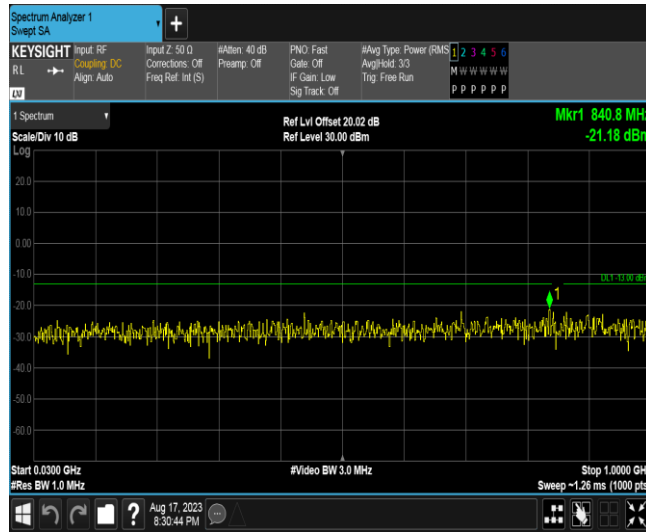 Spectrum Analyzer 1
Swept SA
+
KEYSIGHT
RL
LXI
Input: RF
Coupling: DC
Align: Auto
Input Z: 50 Ω
Corrections: Off
Freq Ref: Int (S)
#Atten: 40 dB
Preamp: Off
PNO: Fast
Gate: Off
IF Gain: Low
Sig Track: Off
#Avg Type: Power (RMS
Avg|Hold: 3/3
Trig: Free Run
1 2 3 4 5 6
M W W W W W
P P P P P P
1 Spectrum
Scale/Div 10 dB
Log
Ref Lvl Offset 20.02 dB
Ref Level 30.00 dBm
Mkr1 840.8 MHz
-21.18 dBm
20.0
10.0
0.00
-10.0
DL1 -13.00 dBm
1
-20.0
-30.0
-40.0
-50.0
-60.0
Start 0.0300 GHz
#Res BW 1.0 MHz
#Video BW 3.0 MHz
Stop 1.0000 GH
Sweep ~1.26 ms (1000 pts
?
Aug 17, 2023
8:30:44 PM